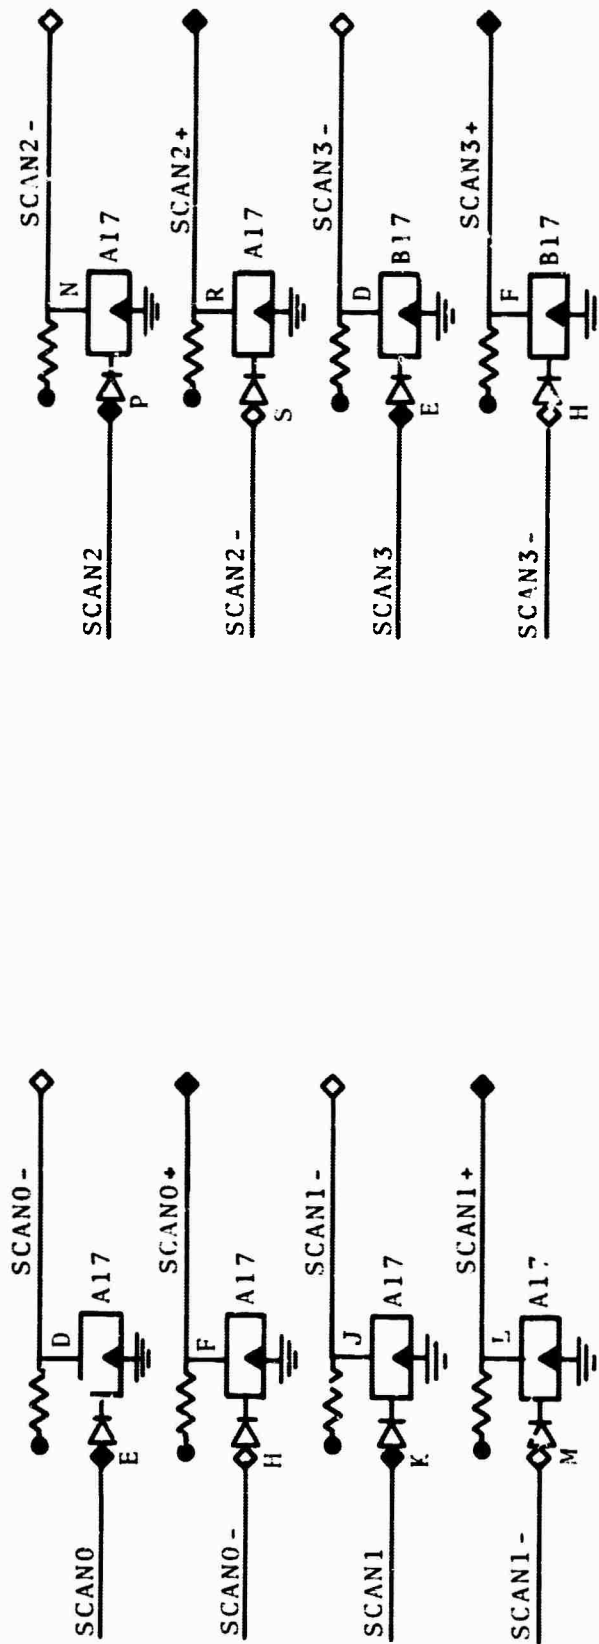 SCAN0
E
D
SCAN0-
A17
SCAN0-
H
F
SCAN0+
A17
SCAN1
K
J
SCAN1-
A17
SCAN1-
M
L
SCAN1+
A17
SCAN2
P
N
SCAN2-
A17
SCAN2-
S
R
SCAN2+
A17
SCAN3
E
D
SCAN3-
B17
SCAN3-
H
F
SCAN3+
B17